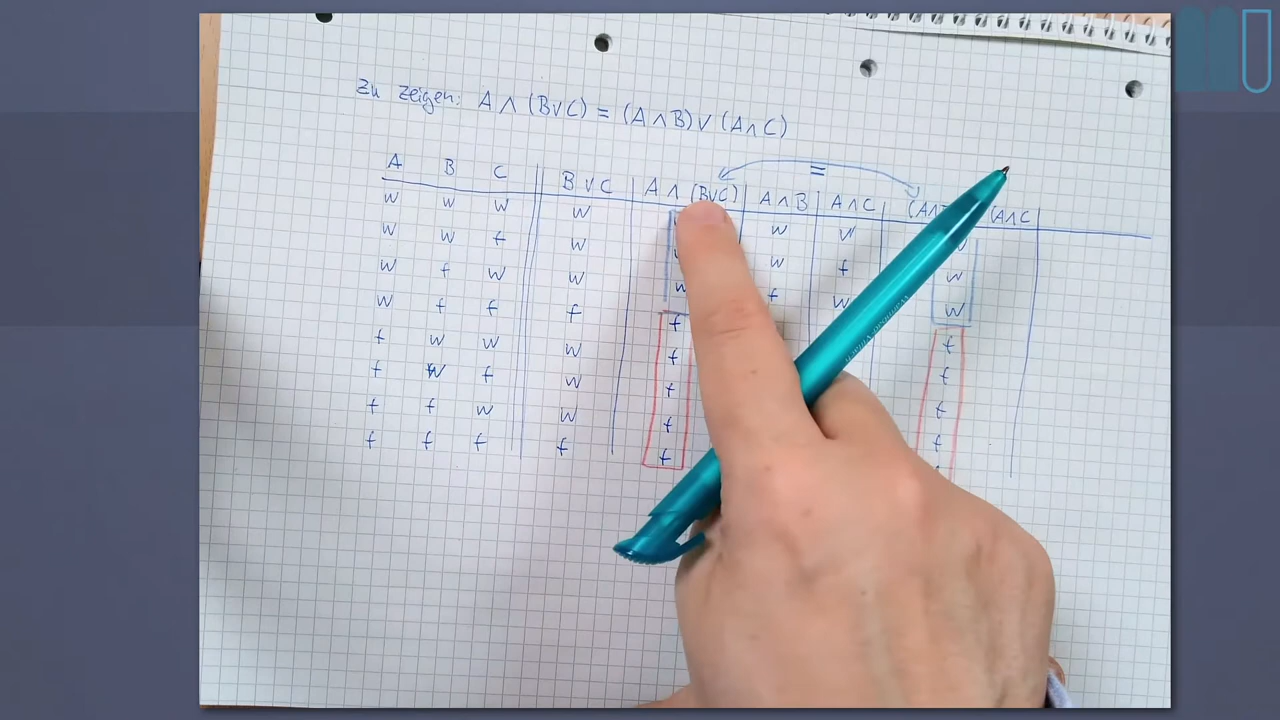 Zu zeigen: A ∧ (B∨C) = (A∧B)∨(A∧C)
=
A B C B∨C A ∧ (B∨C) A∧B A∧C (A∧ (A∧C
w w w w w w w
w w f w w f w
w f w w w f w w
w f f f f f
f w w w f f
f w f w f f
f f w w f f
f f f f f